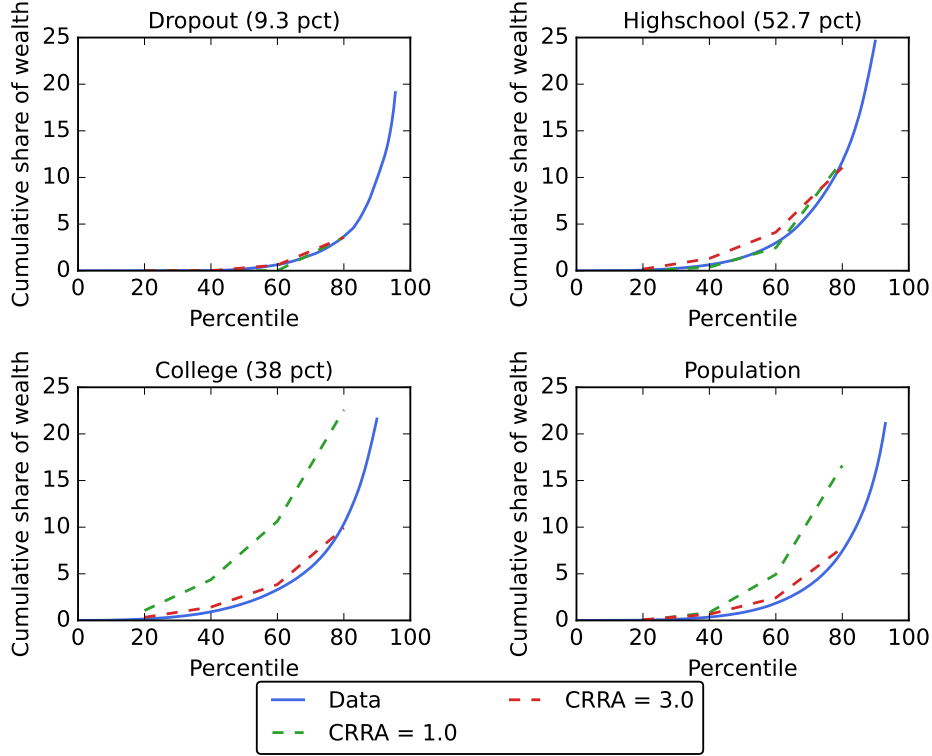 Dropout (9.3 pct)
Cumulative share of wealth
25
20
15
10
5
0
0 20 40 60 80 100
Percentile
Highschool (52.7 pct)
Cumulative share of wealth
25
20
15
10
5
0
0 20 40 60 80 100
Percentile
College (38 pct)
Cumulative share of wealth
25
20
15
10
5
0
0 20 40 60 80 100
Percentile
Population
Cumulative share of wealth
25
20
15
10
5
0
0 20 40 60 80 100
Percentile
Data
CRRA = 1.0
CRRA = 3.0